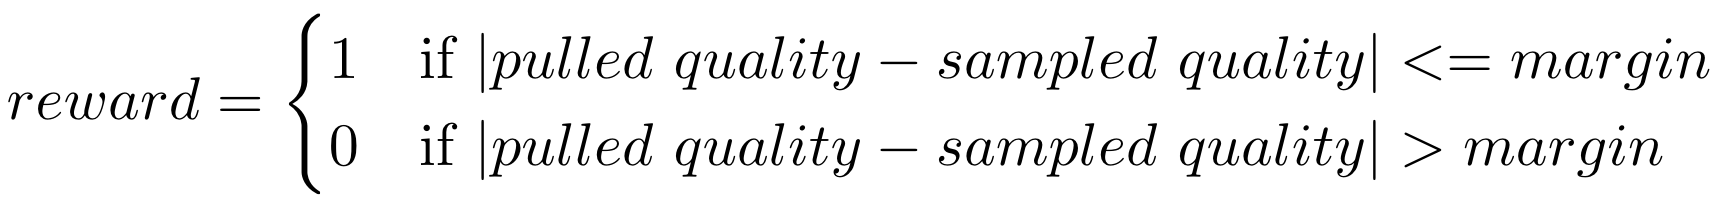 reward = { 1 if |pulled quality − sampled quality| <= margin
0 if |pulled quality − sampled quality| > margin